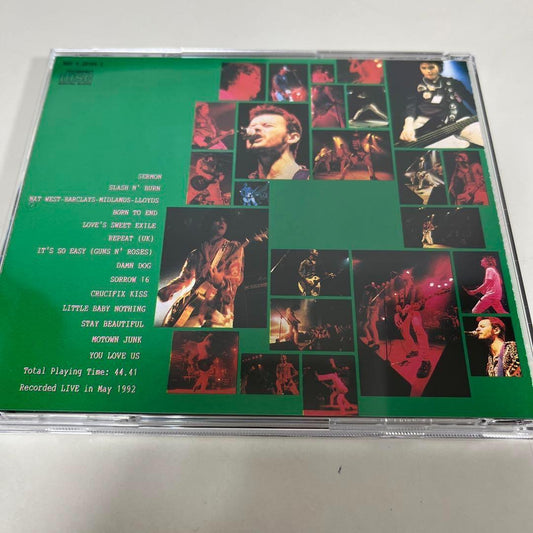 disc
SERMON
SLASH N' BURN
NAT WEST-BARCLAYS-MIDLANDS-LLOYDS
BORN TO END
LOVE'S SWEET EXILE
REPEAT (UK)
IT'S SO EASY (GUNS N' ROSES)
DAMN DOG
SORROW 16
CRUCIFIX KISS
LITTLE BABY NOTHING
STAY BEAUTIFUL
MOTOWN JUNK
YOU LOVE US
Total Playing Time: 44.41
Recorded LIVE in May 1992